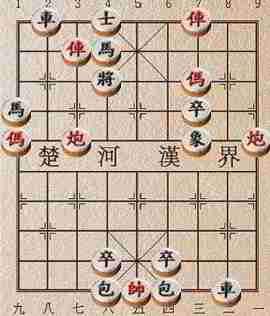 1 2 3 4 5 6 7 8 9
車 士 俥
俥 馬
將 傌
馬 卒
傌 炮 象 炮
楚 河 漢 界
卒 卒
包 帥 包 車
九 八 七 六 五 四 三 二 一